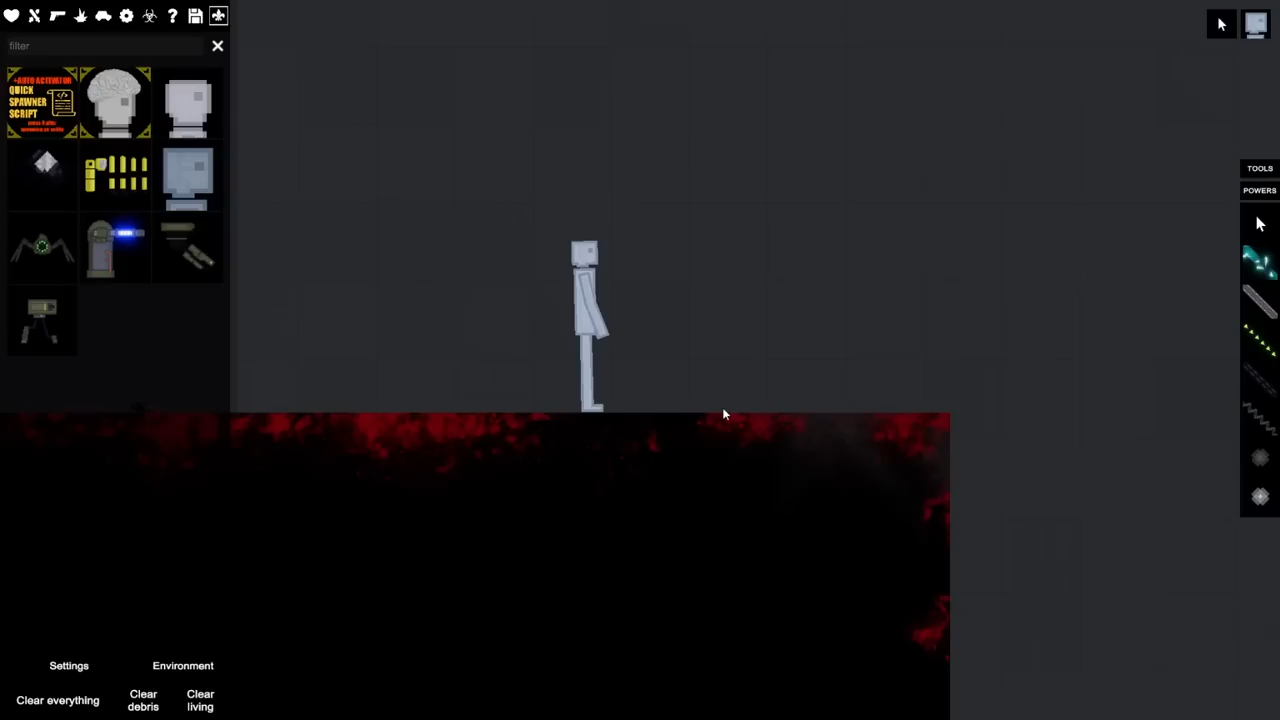 filter
+AUTO ACTIVATOR
QUICK
SPAWNER
SCRIPT
TOOLS
POWERS
Settings
Environment
Clear everything
Clear
debris
Clear
living